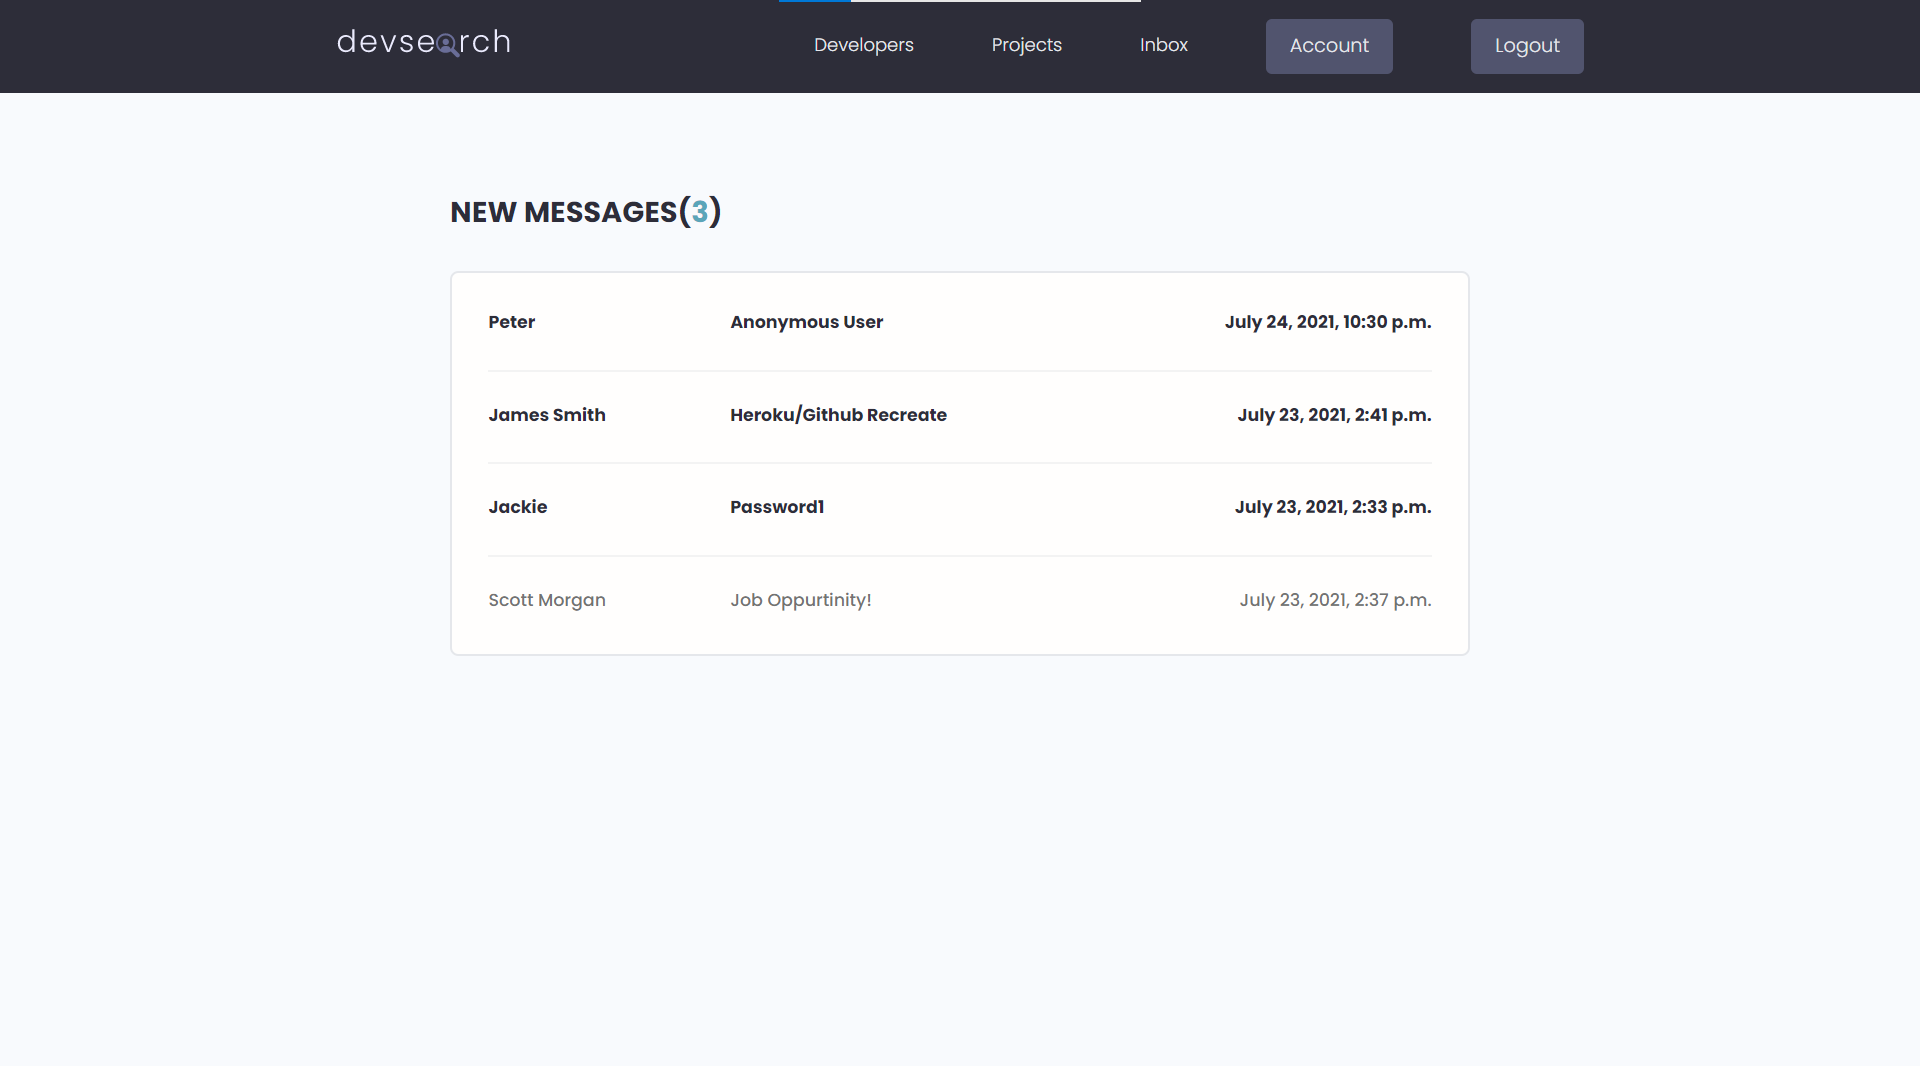 devsearch Developers Projects Inbox Account Logout
NEW MESSAGES(3)
Peter Anonymous User July 24, 2021, 10:30 p.m.
James Smith Heroku/Github Recreate July 23, 2021, 2:41 p.m.
Jackie Password1 July 23, 2021, 2:33 p.m.
Scott Morgan Job Oppurtinity! July 23, 2021, 2:37 p.m.